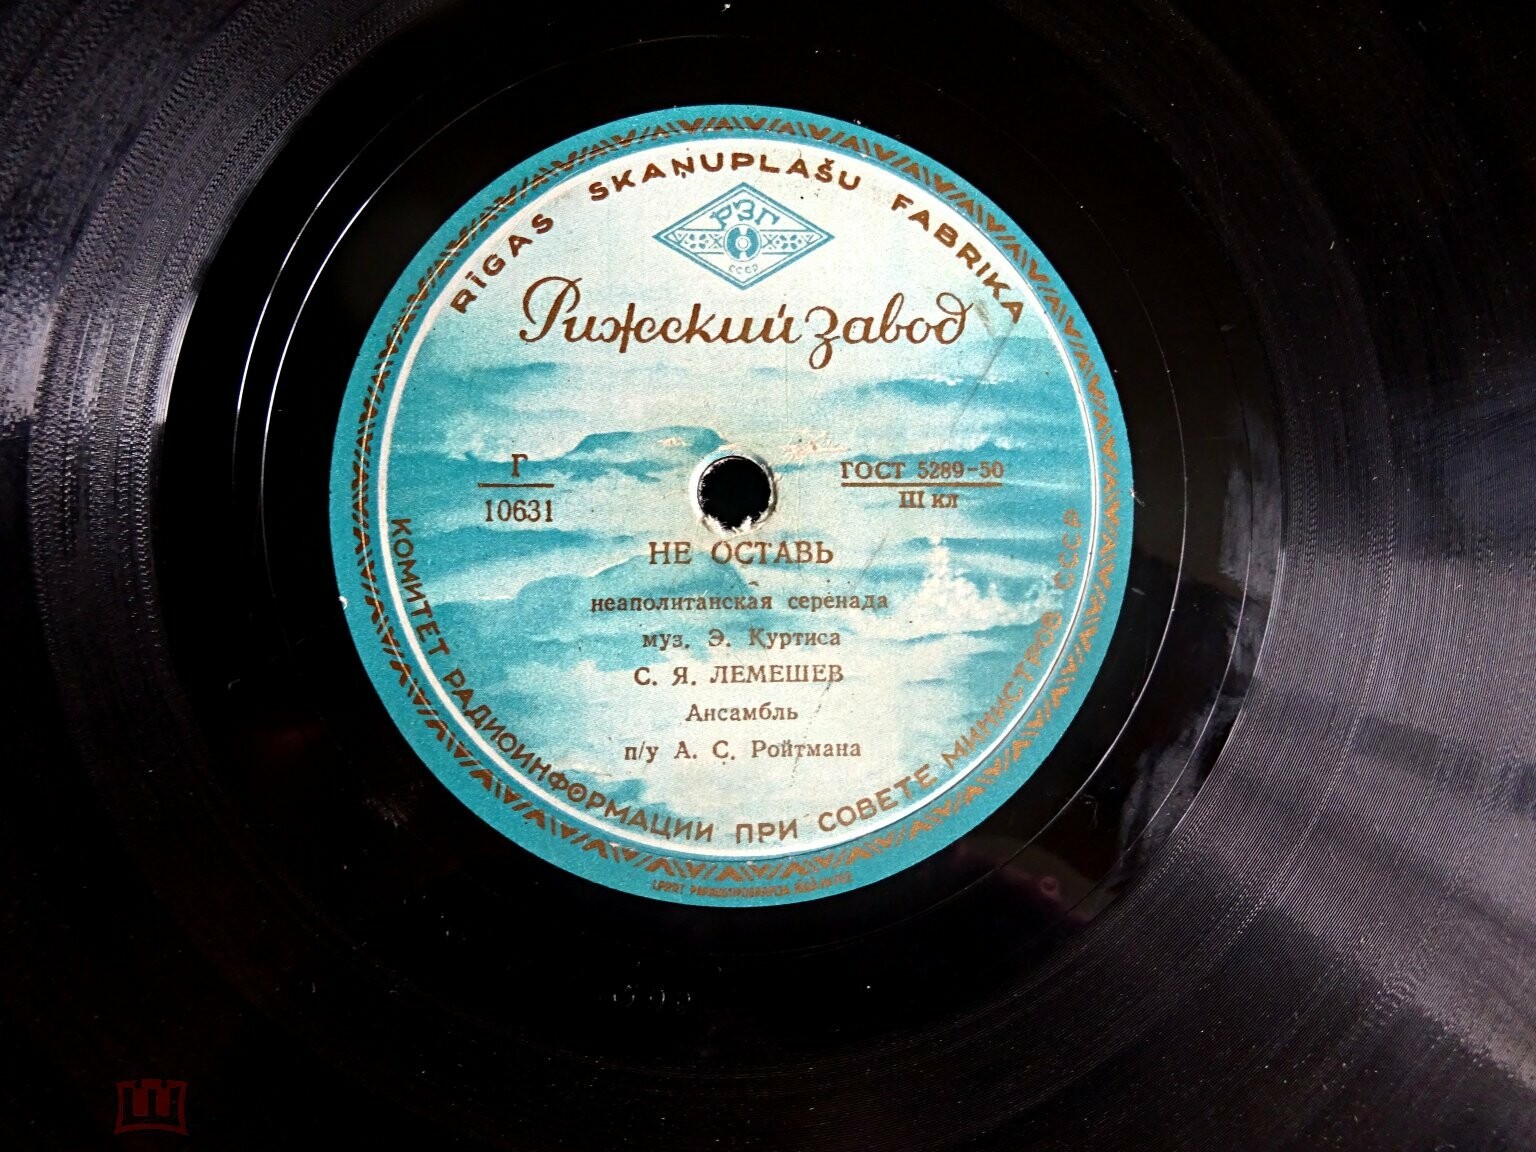 RĪGAS SKAŅUPLAŠU FABRIKA
РЗГ
СССР
Рижский завод
Г
10631
ГОСТ 5289-50
III кл
НЕ ОСТАВЬ
неаполитанская серенада
муз. Э. Куртиса
С. Я. ЛЕМЕШЕВ
Ансамбль
п/у А. С. Ройтмана
КОМИТЕТ РАДИОИНФОРМАЦИИ ПРИ СОВЕТЕ МИНИСТРОВ СССР